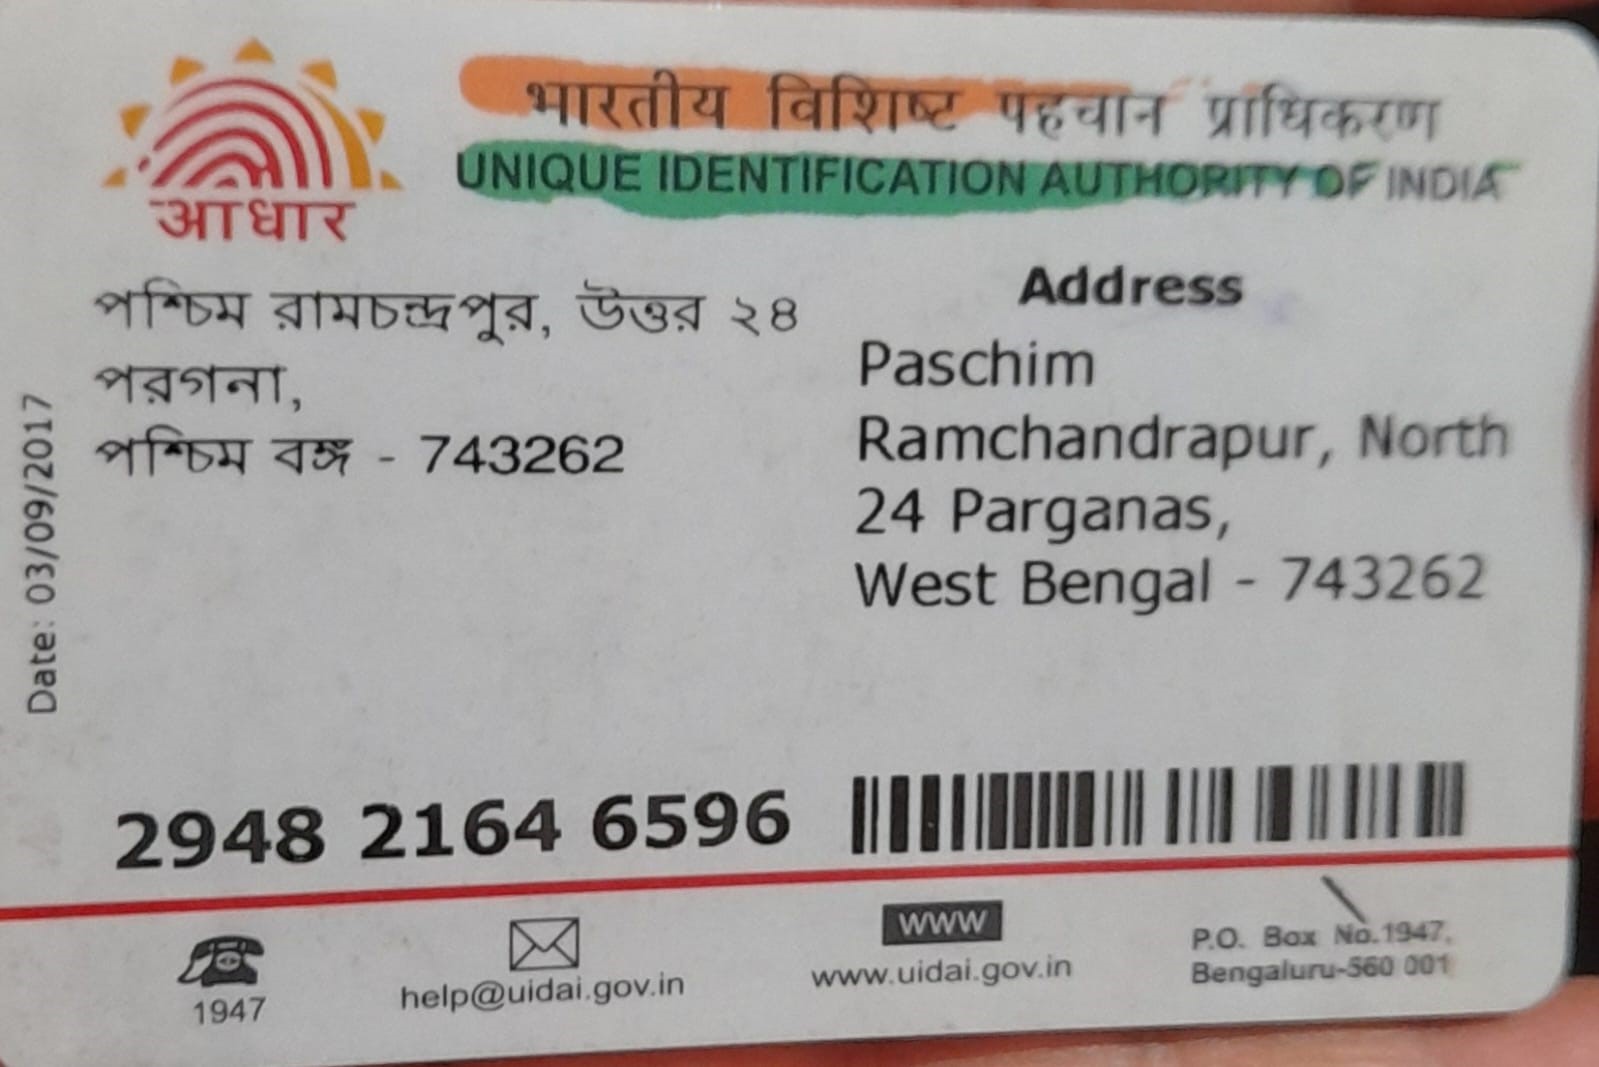 भारतीय विशिष्ट पहचान प्राधिकरण
UNIQUE IDENTIFICATION AUTHORITY OF INDIA
आधार
পশ্চিম রামচন্দ্রপুর, উত্তর ২৪
পরগনা,
পশ্চিম বঙ্গ - 743262
Address
Paschim
Ramchandrapur, North
24 Parganas,
West Bengal - 743262
Date: 03/09/2017
2948 2164 6596
1947
help@uidai.gov.in
WWW
www.uidai.gov.in
P.O. Box No.1947,
Bengaluru-560 001